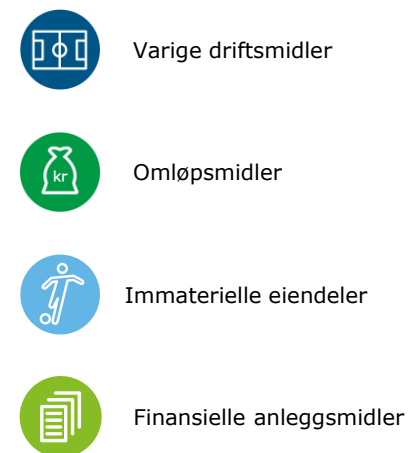 Varige driftsmidler
kr
Omløpsmidler
Immaterielle eiendeler
Finansielle anleggsmidler